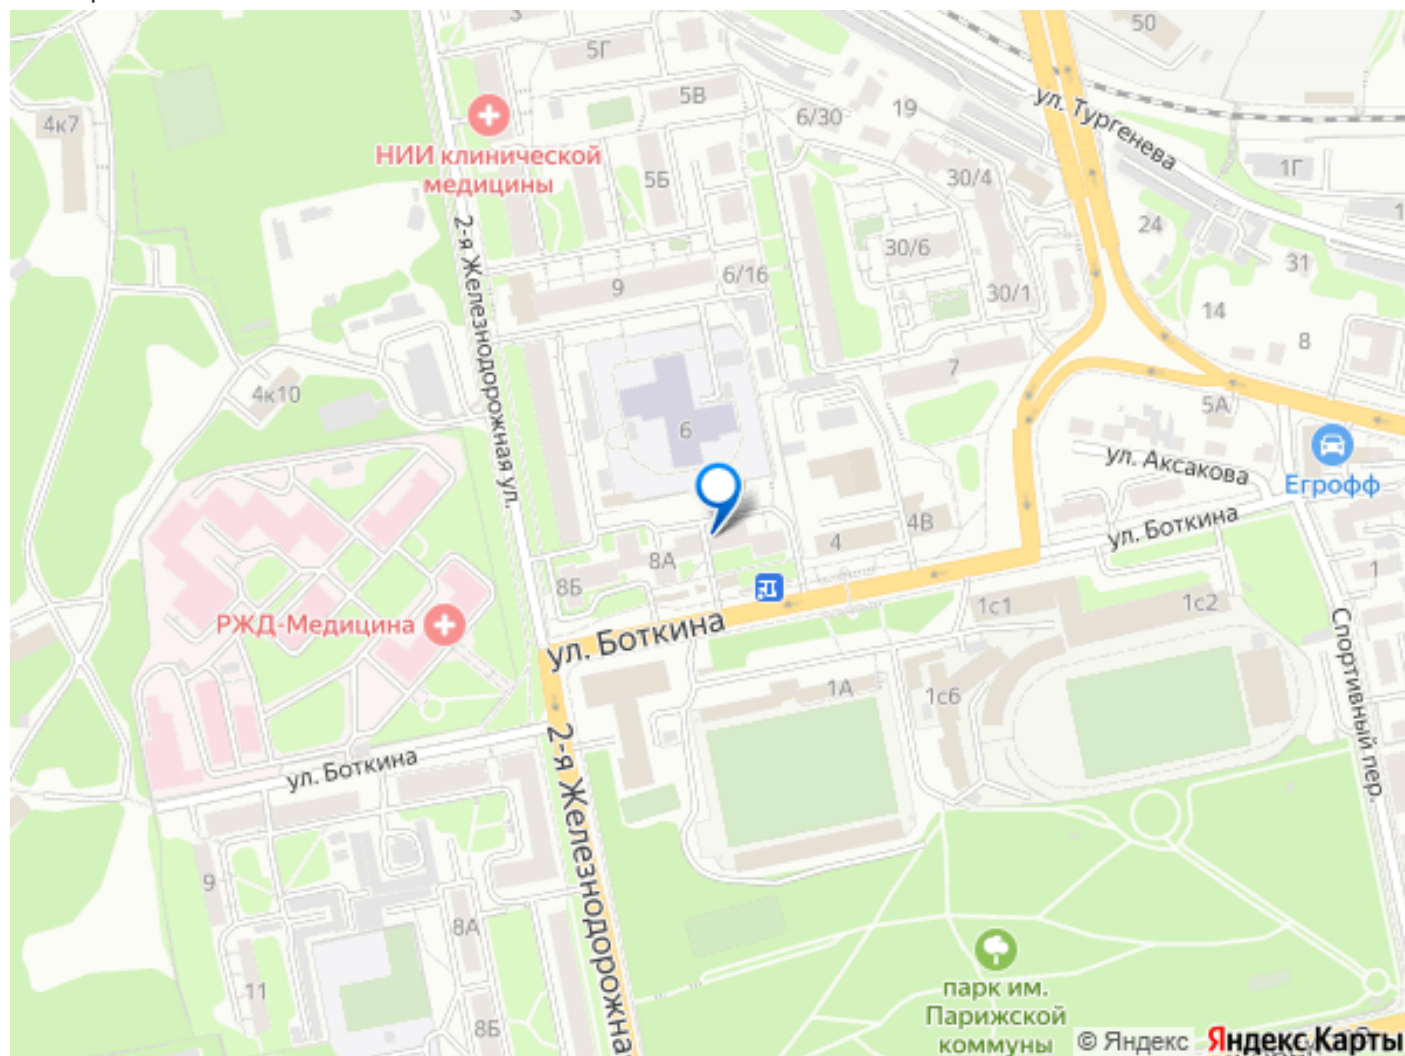 3
50
5Г
5В
19
6/30
ул. Тургенева
4к7
НИИ клинической
медицины
5Б
30/4
1Г
24
2-я Железнодорожная ул.
30/6
6/16
9
30/1
31
14
8
7
4к10
5А
6
ул. Аксакова
Егрофф
4В
ул. Боткина
4
8А
8Б
1
1с1
1с2
РЖД-Медицина
ул. Боткина
Спортивный пер.
1А
1с6
2-я Железнодорожна
ул. Боткина
9
8А
11
8Б
парк им.
Парижской
коммуны
© Яндекс
Яндекс Карты